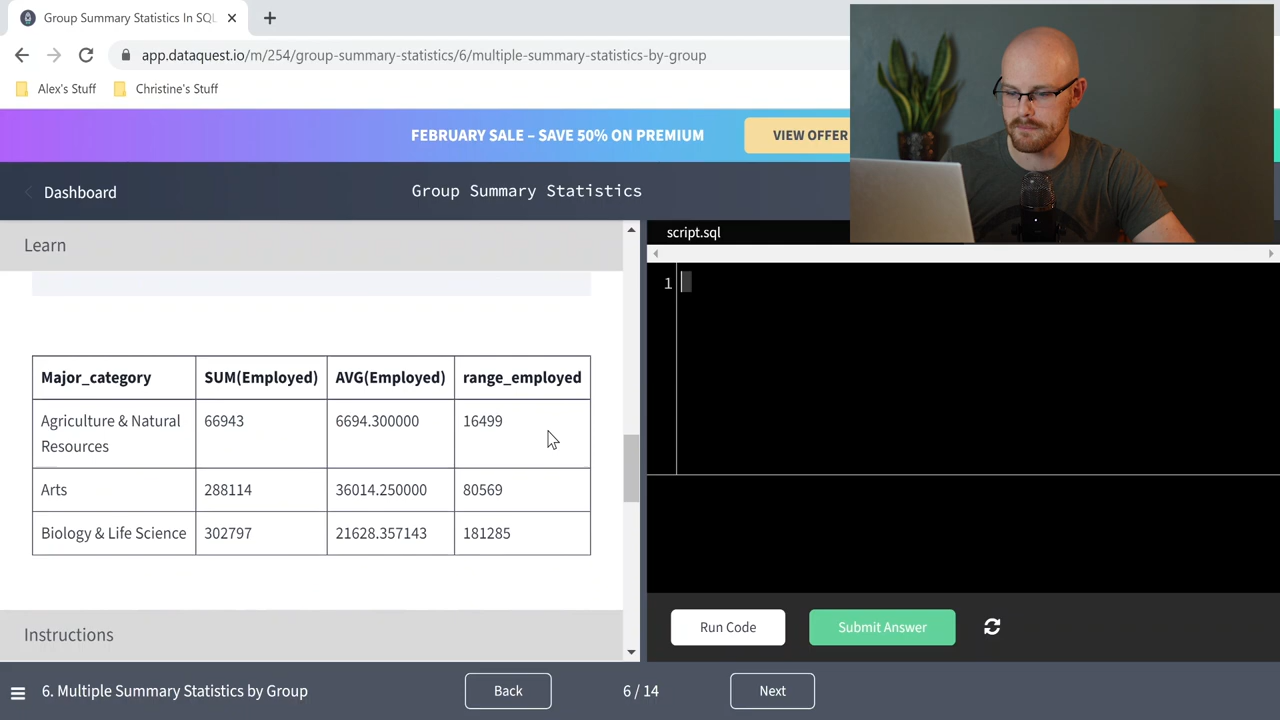 Group Summary Statistics In SQL
app.dataquest.io/m/254/group-summary-statistics/6/multiple-summary-statistics-by-group
Alex's Stuff
Christine's Stuff
FEBRUARY SALE – SAVE 50% ON PREMIUM
VIEW OFFER
Dashboard
Group Summary Statistics
Learn
script.sql
1
Major_category SUM(Employed) AVG(Employed) range_employed
Agriculture & Natural 66943 6694.300000 16499
Resources
Arts 288114 36014.250000 80569
Biology & Life Science 302797 21628.357143 181285
Run Code
Submit Answer
Instructions
6. Multiple Summary Statistics by Group
Back
6 / 14
Next